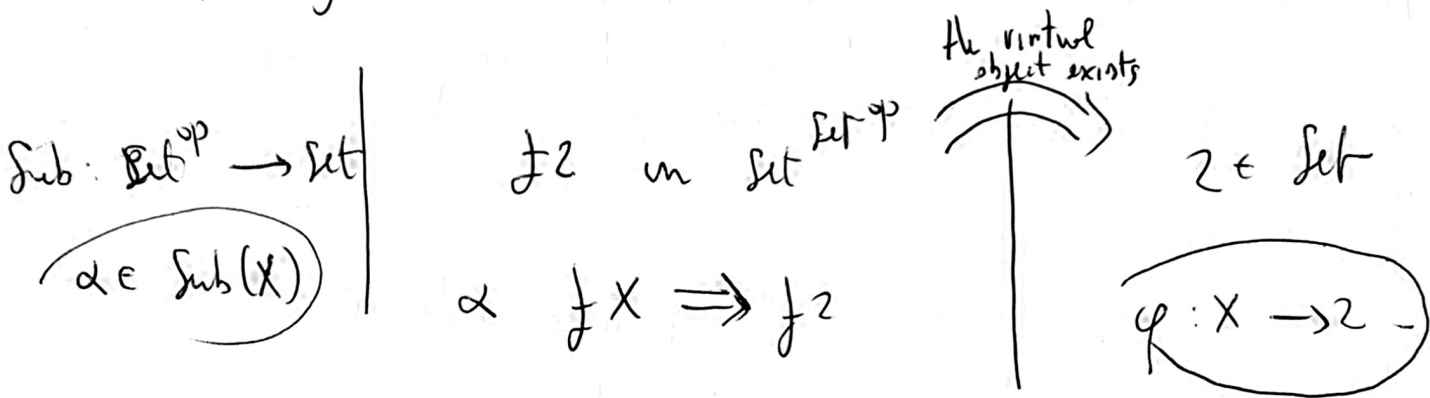 the virtual
object exists
Sub: Set^op → Set | よ2 in Set^Set^op ⇒ | 2 ∈ Set
α ∈ Sub(X) | α よX ⇒ よ2 | φ: X → 2